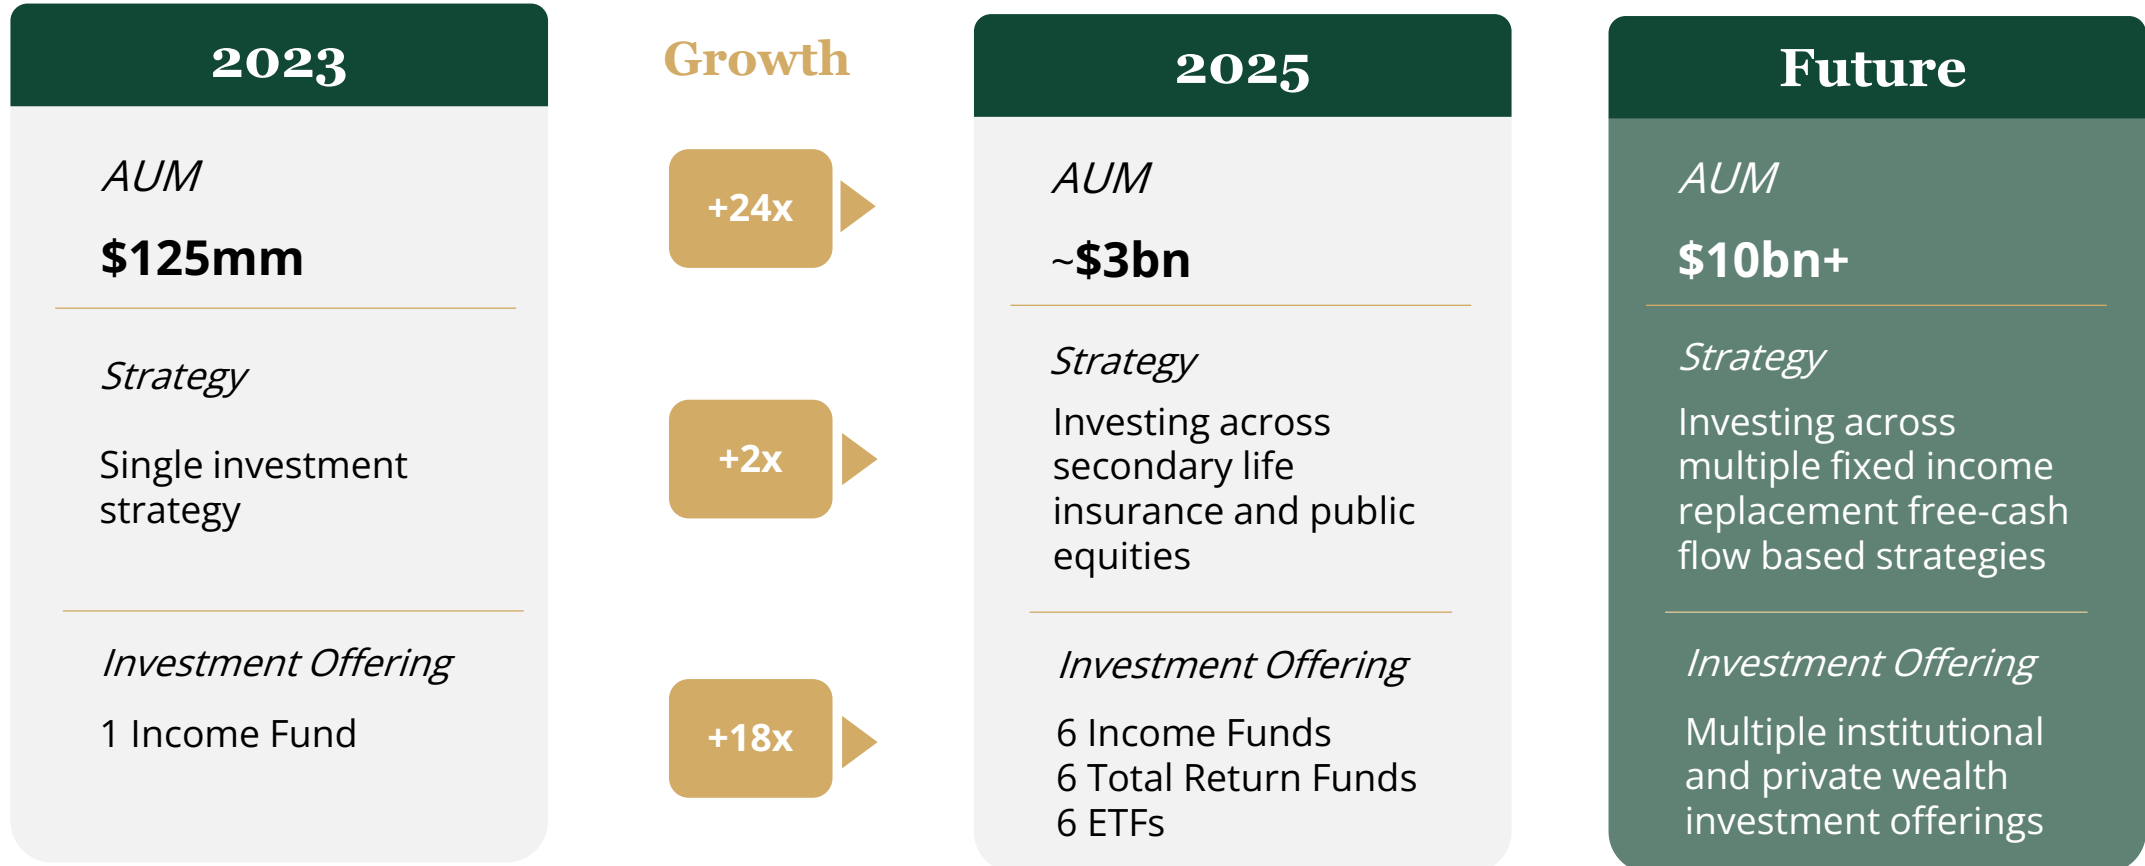 2023
AUM
$125mm
Strategy
Single investment
strategy
Investment Offering
1 Income Fund
Growth
+24x
+2x
+18x
2025
AUM
~$3bn
Strategy
Investing across
secondary life
insurance and public
equities
Investment Offering
6 Income Funds
6 Total Return Funds
6 ETFs
Future
AUM
$10bn+
Strategy
Investing across
multiple fixed income
replacement free-cash
flow based strategies
Investment Offering
Multiple institutional
and private wealth
investment offerings